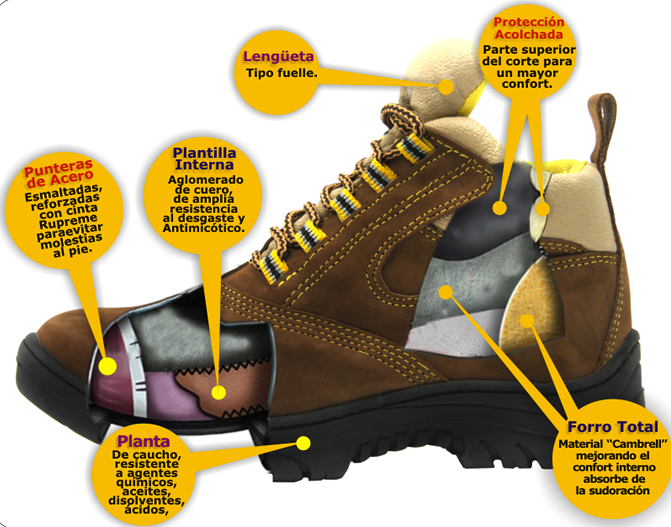 Lengüeta
Tipo fuelle.
Protección
Acolchada
Parte superior
del corte para
un mayor
confort.
Punteras
de Acero
Esmaltadas,
reforzadas
con cinta
Rupreme
paraevitar
molestias
al pie.
Plantilla
Interna
Aglomerado
de cuero,
de amplia
resistencia
al desgaste y
Antimicótico.
Planta
De caucho,
resistente
a agentes
químicos,
aceites,
disolventes,
ácidos,
Forro Total
Material “Cambrell”
mejorando el
confort interno
absorbe de
la sudoración